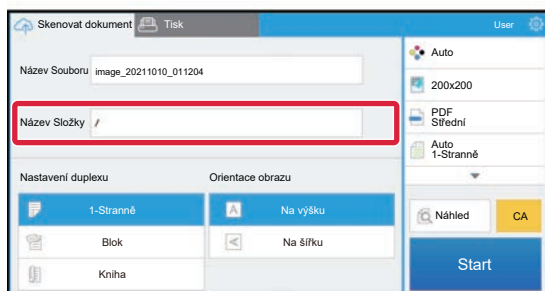 Skenovat dokument Tisk User
Název Souboru image_20211010_011204
Název Složky /
Nastavení duplexu Orientace obrazu
1-Stranně Na výšku
Blok Na šířku
Kniha
Auto
200x200
PDF
Střední
Auto
1-Stranně
Náhled CA
Start